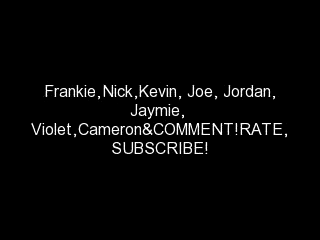 Frankie,Nick,Kevin, Joe, Jordan,
Jaymie,
Violet,Cameron&COMMENT!RATE,
SUBSCRIBE!